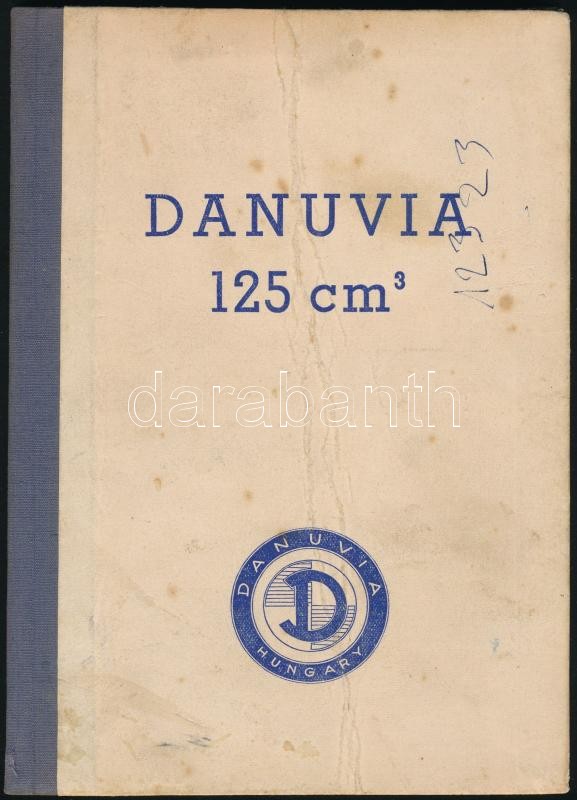 DANUVIA
125 cm³
12323
darabanth
DANUVIA
HUNGARY
D